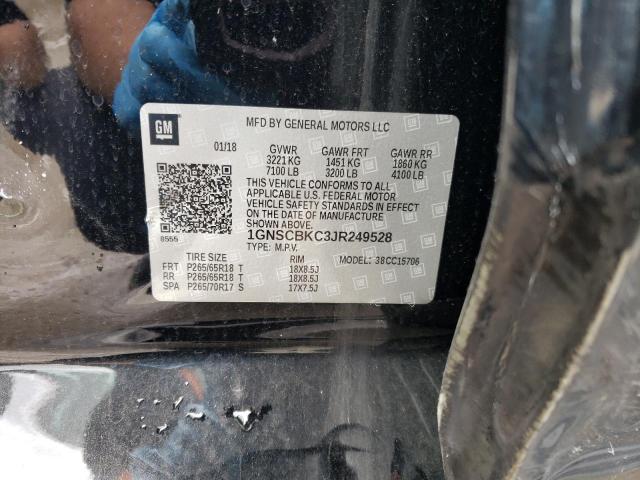 GM
MFD BY GENERAL MOTORS LLC
01/18 GVWR GAWR FRT GAWR RR
3221 KG 1451 KG 1860 KG
7100 LB 3200 LB 4100 LB
THIS VEHICLE CONFORMS TO ALL
APPLICABLE U.S. FEDERAL MOTOR
VEHICLE SAFETY STANDARDS IN EFFECT
ON THE DATE OF MANUFACTURE
SHOWN ABOVE.
8555 1GNSCBKC3JR249528
TYPE: M.P.V. MODEL: 38CC15706
TIRE SIZE RIM
FRT P265/65R18 T 18X8.5J
RR P265/65R18 T 18X8.5J
SPA P265/70R17 S 17X7.5J